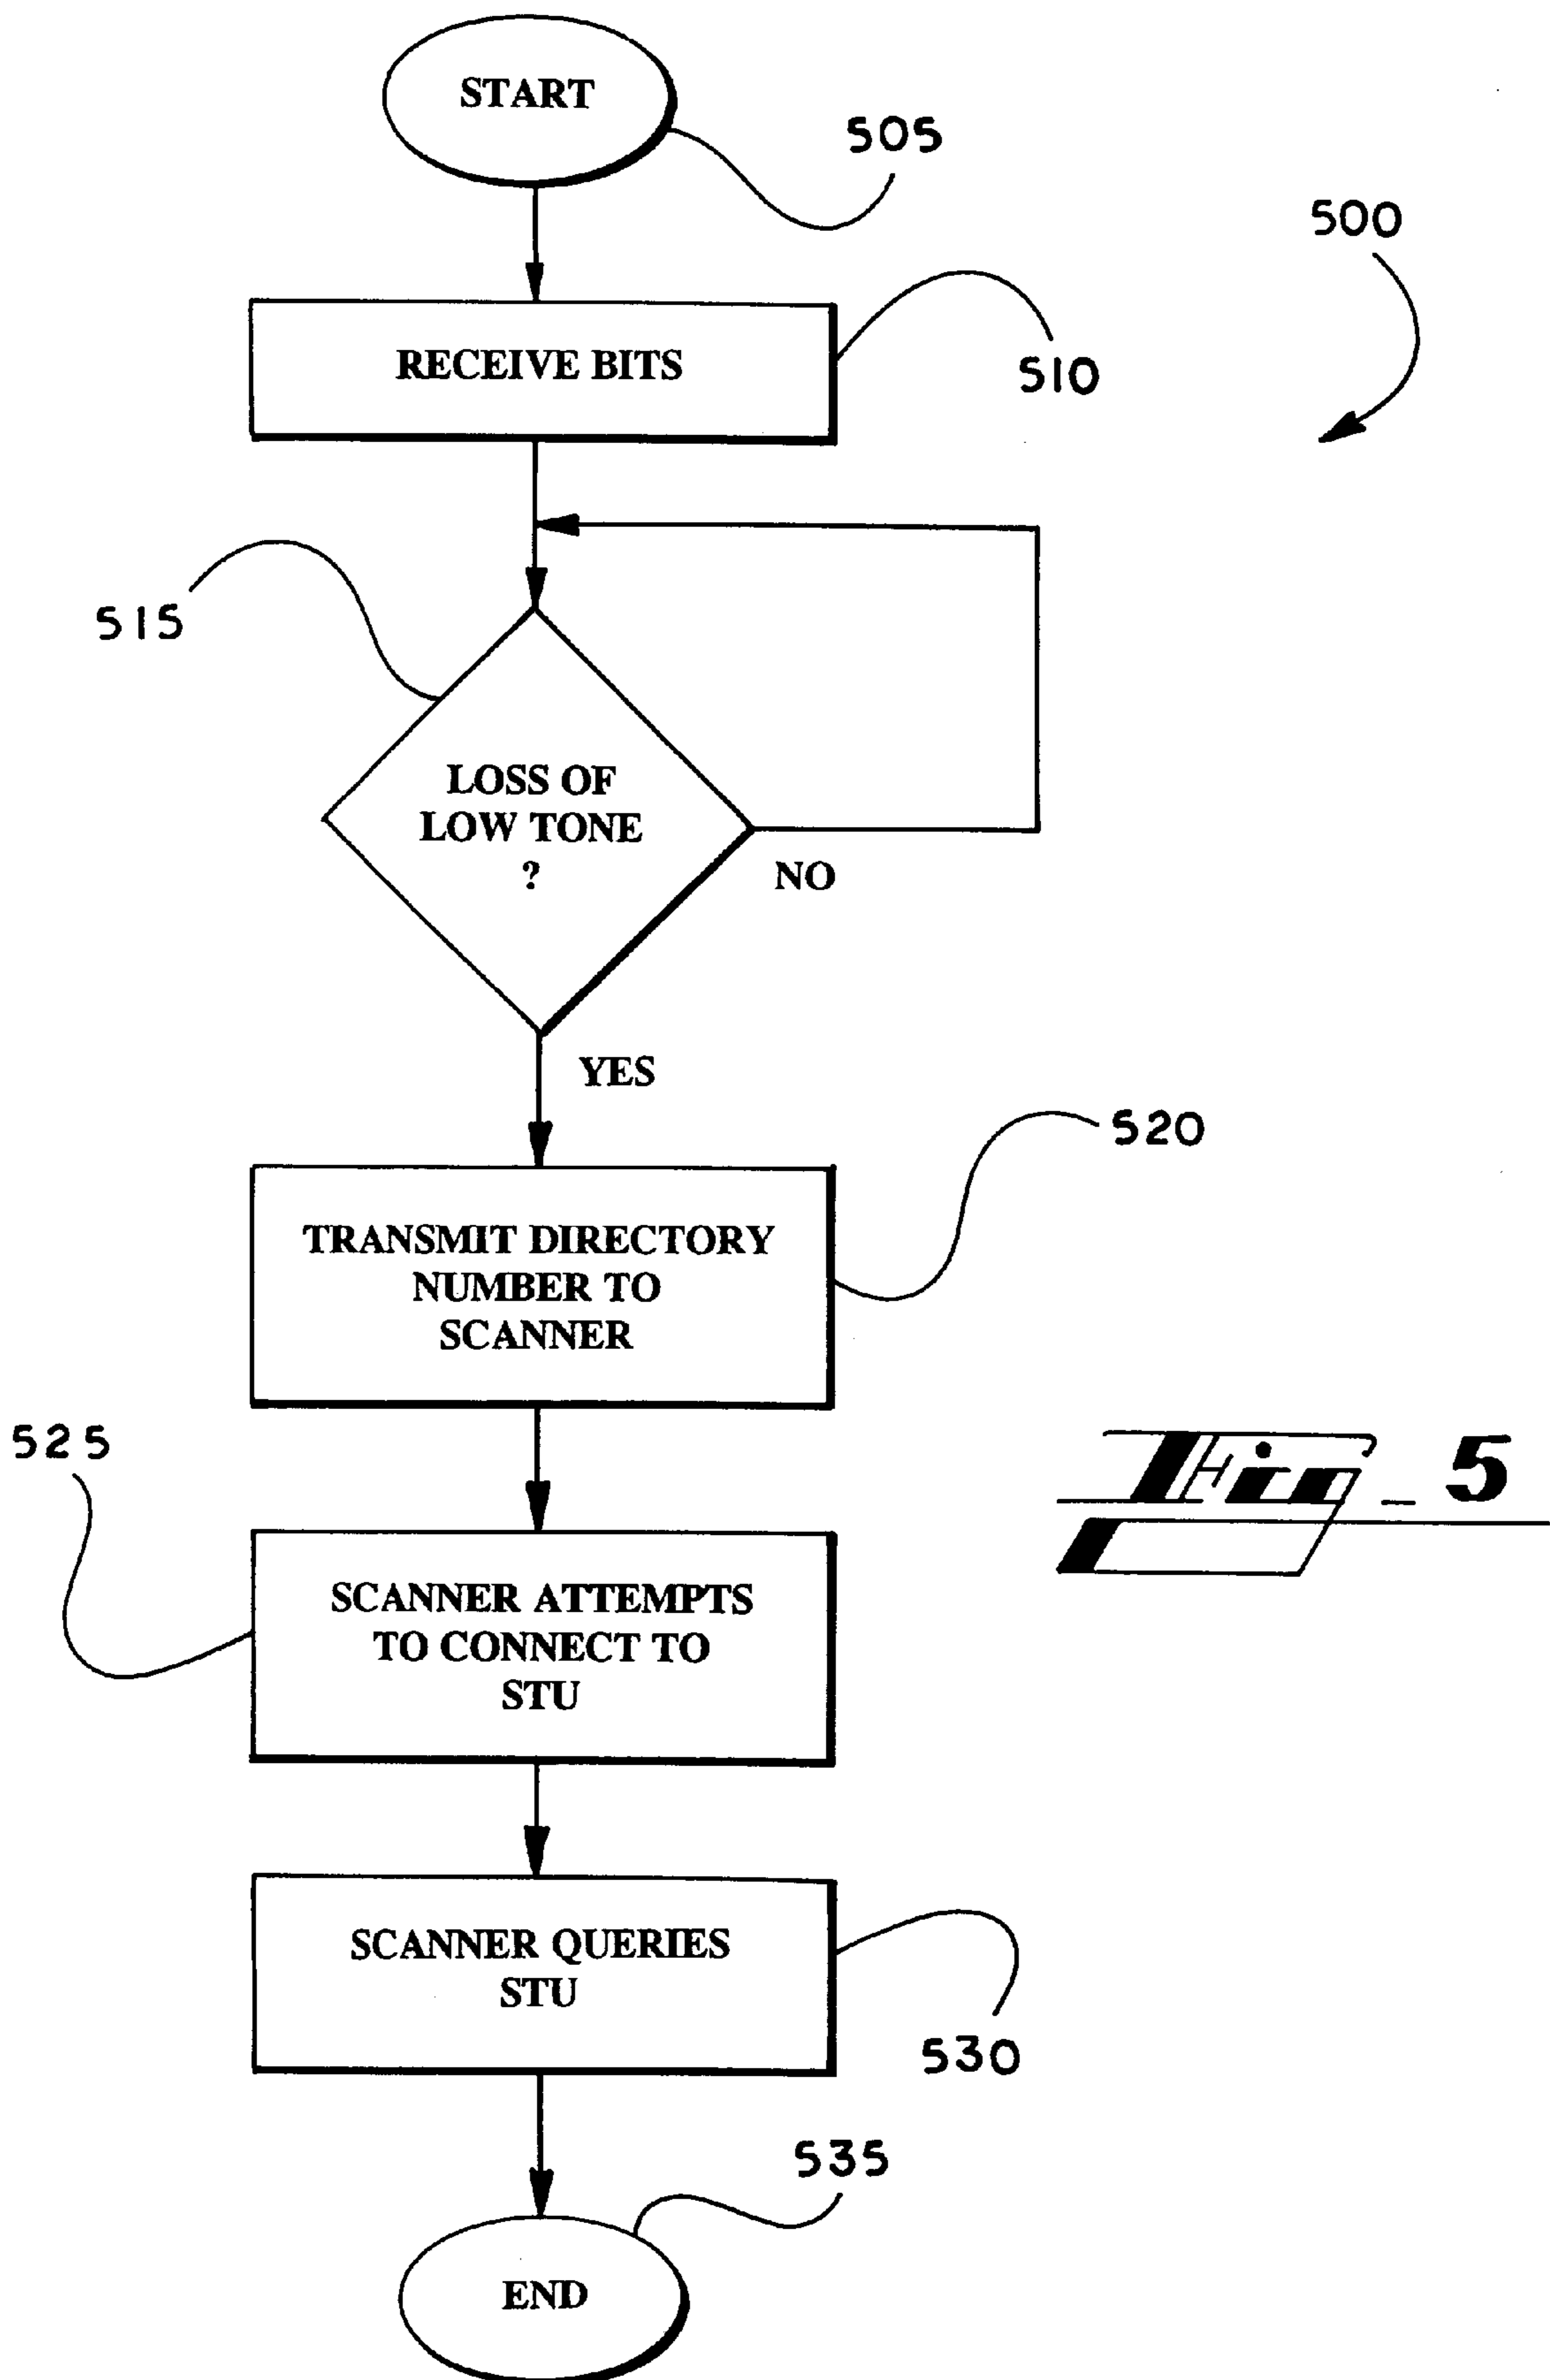 START
505
500
RECEIVE BITS
510
515
LOSS OF
LOW TONE
?
NO
YES
520
TRANSMIT DIRECTORY
NUMBER TO
SCANNER
525
Fig_5
SCANNER ATTEMPTS
TO CONNECT TO
STU
SCANNER QUERIES
STU
530
535
END